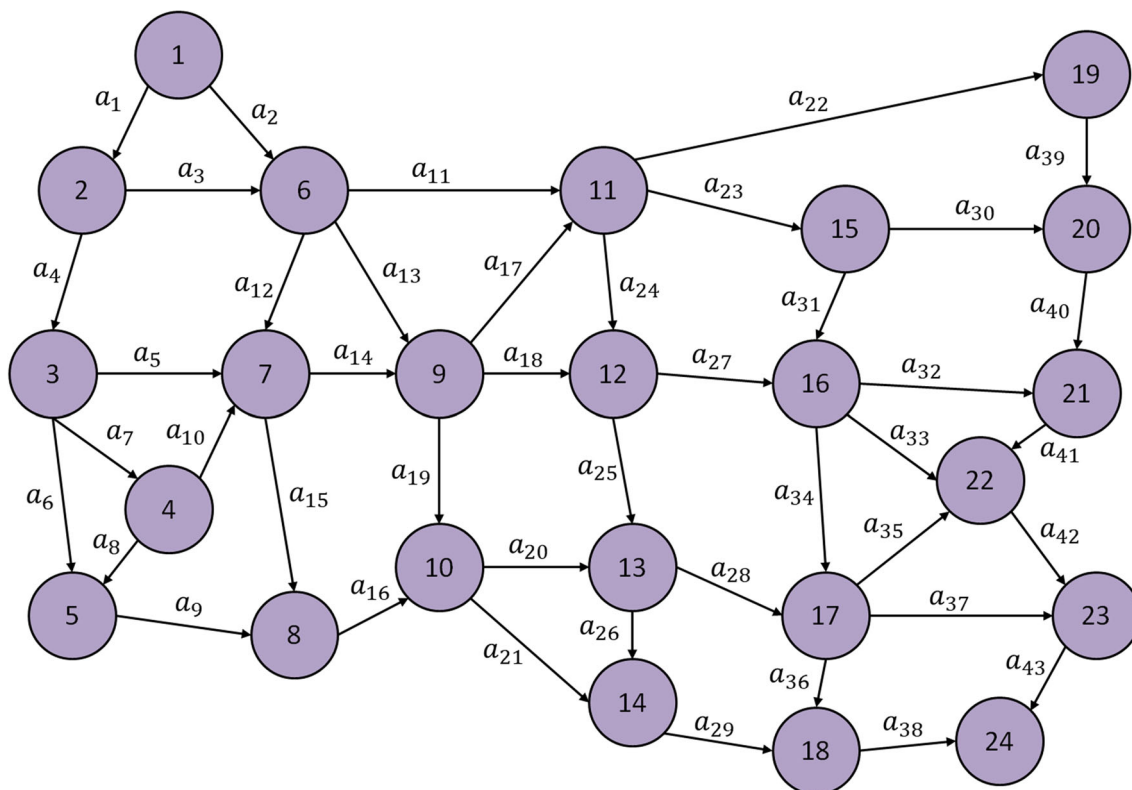 1
19
a₁
a₂
a₂₂
a₃₉
2
a₃
6
a₁₁
11
a₂₃
15
a₃₀
20
a₄
a₁₂
a₁₃
a₁₇
a₂₄
a₃₁
a₄₀
3
a₅
7
a₁₄
9
a₁₈
12
a₂₇
16
a₃₂
21
a₇
a₁₀
a₃₃
a₄₁
a₆
4
a₁₅
a₁₉
a₂₅
a₃₄
22
a₈
a₃₅
a₄₂
5
a₉
8
a₁₆
10
a₂₀
13
a₂₈
17
a₃₇
23
a₂₁
a₂₆
a₃₆
a₄₃
14
a₂₉
18
a₃₈
24